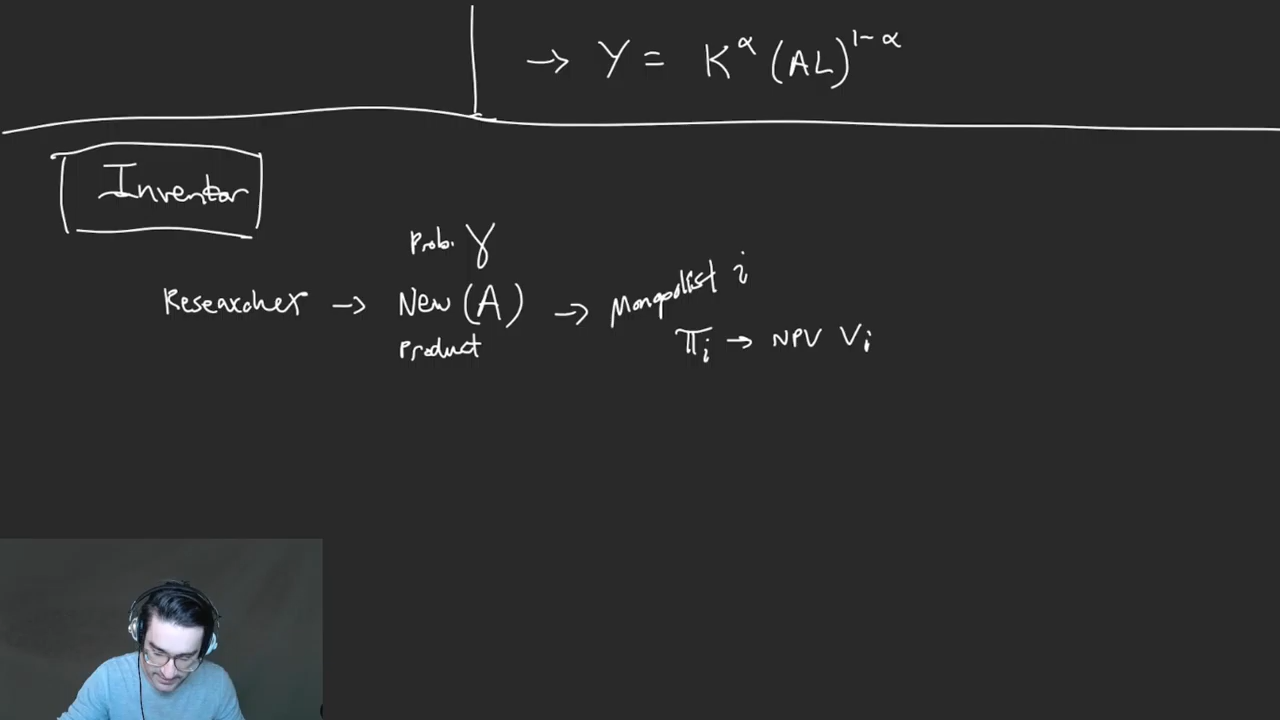 → Y = K^α (AL)^{1-α}
Inventor
Prob. γ
Researcher → New (A) → Monopolist i
Product
π_i → NPV V_i